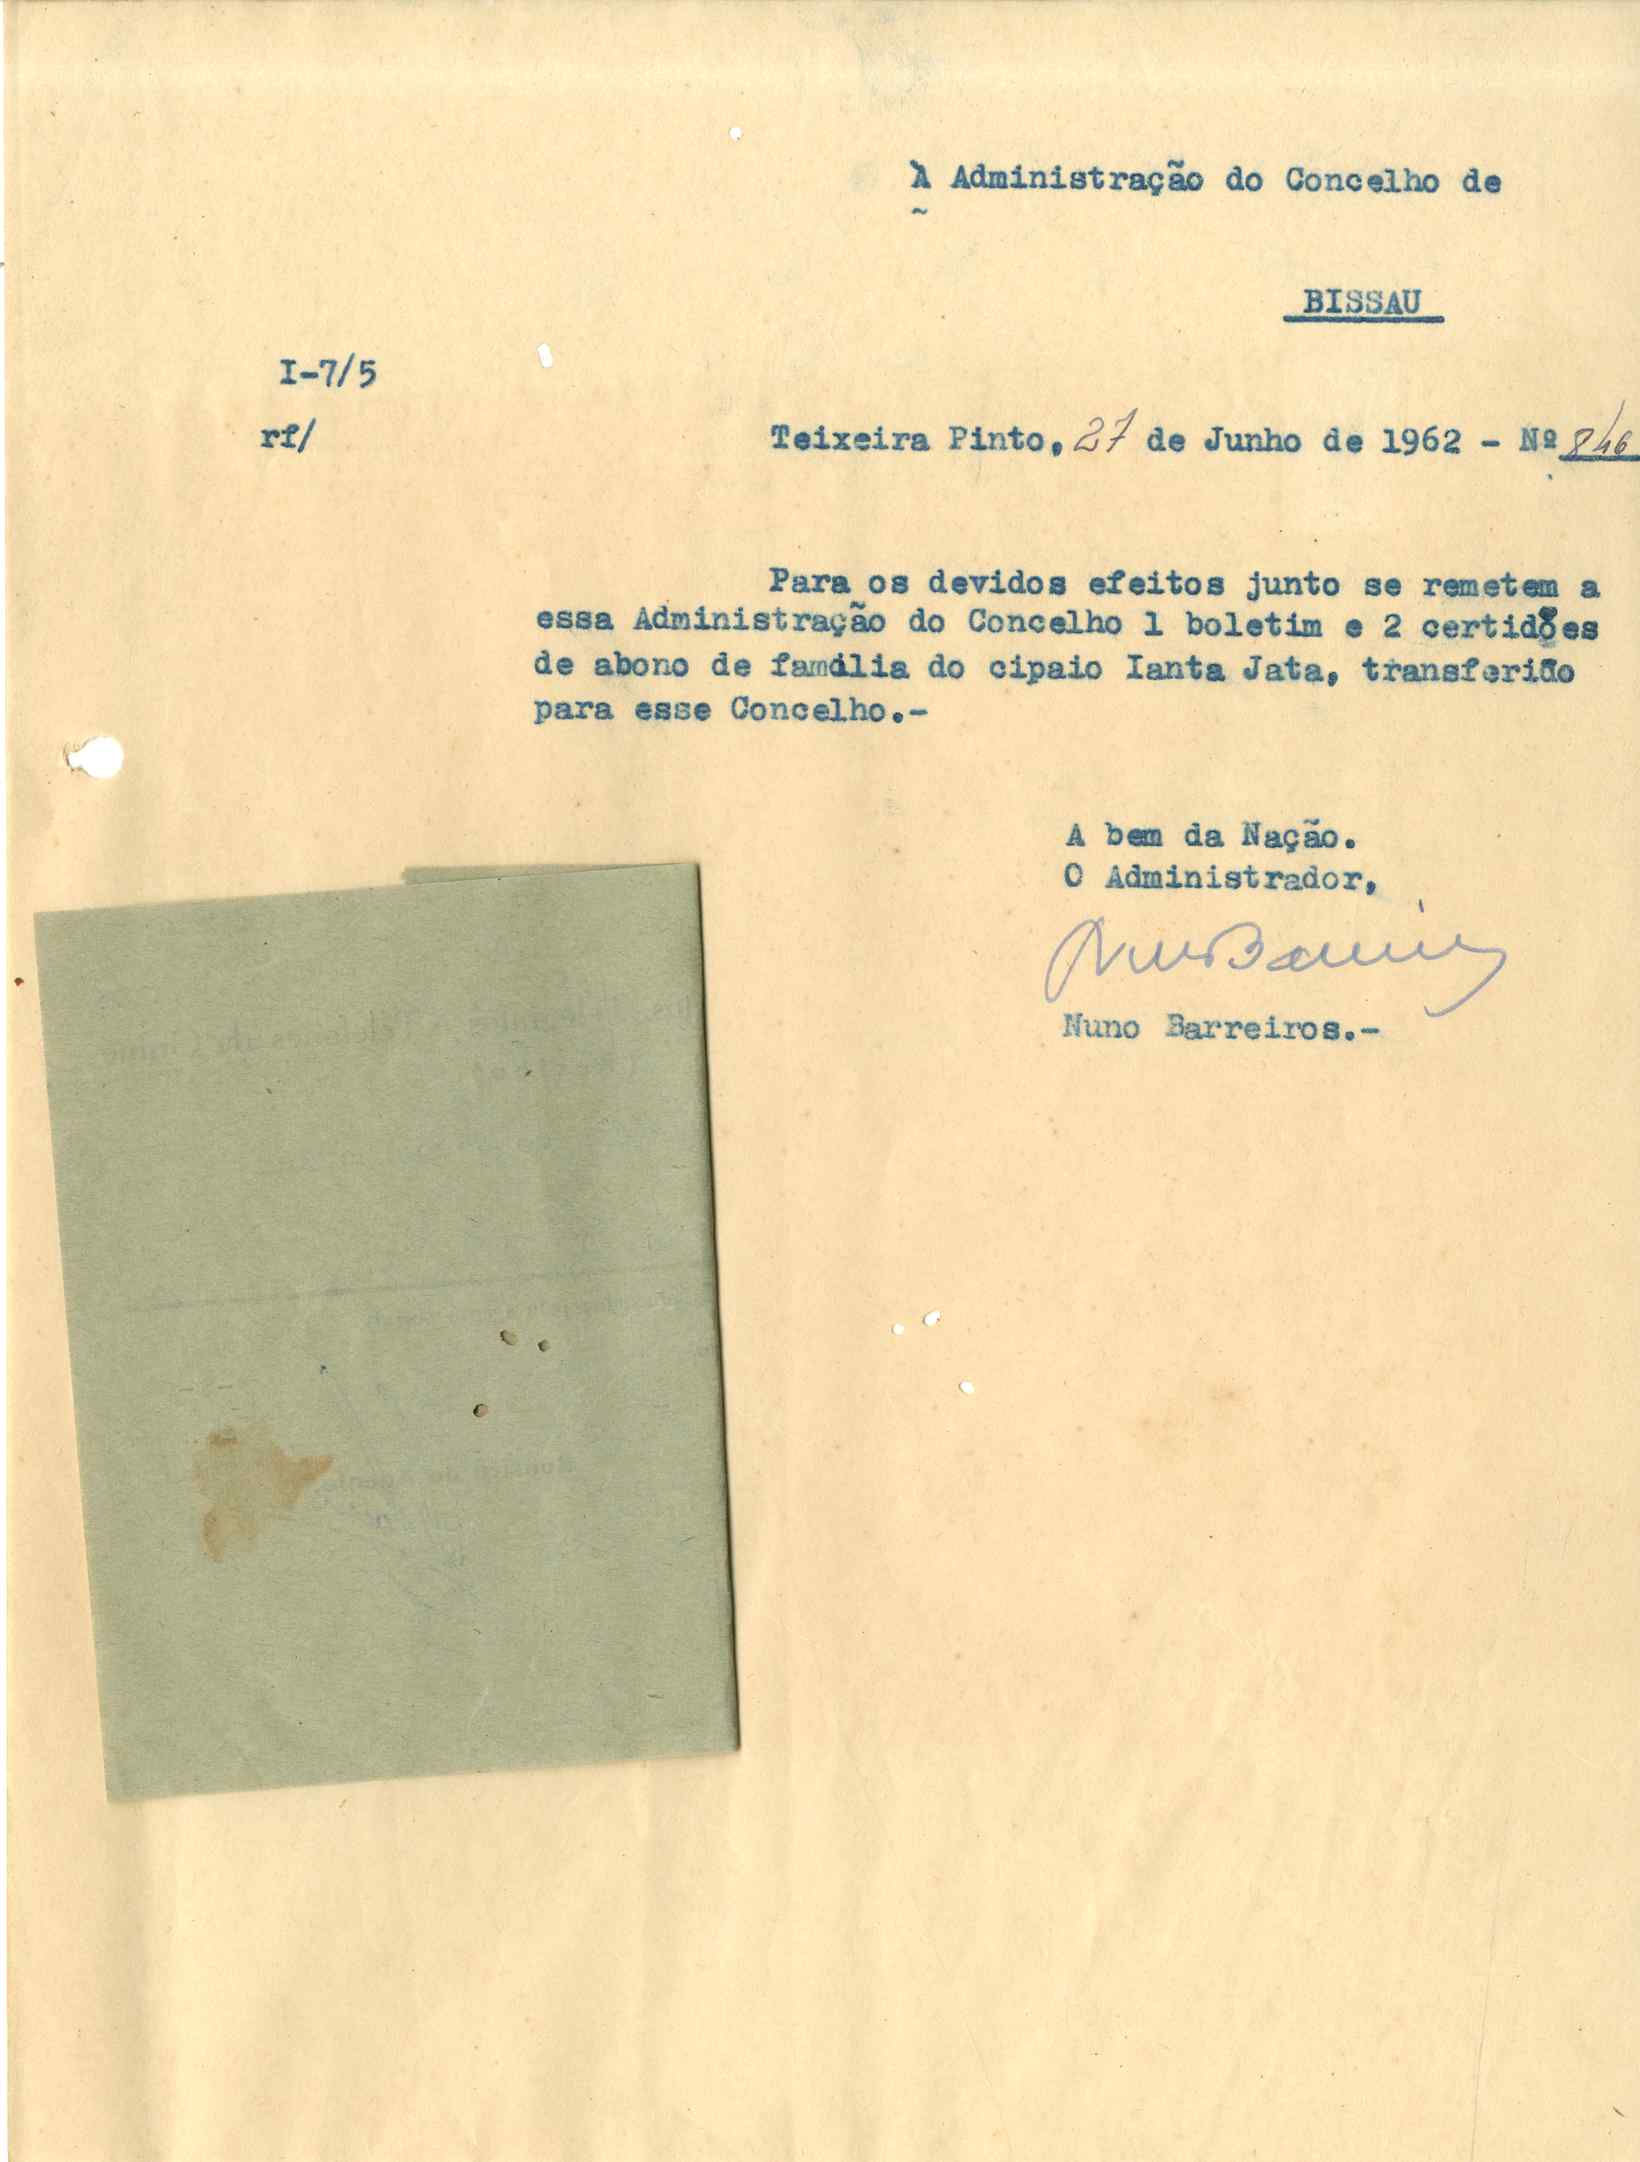 À Administração do Concelho de
BISSAU
I-7/5
rf/
Teixeira Pinto, 27 de Junho de 1962 - Nº 846
Para os devidos efeitos junto se remetem a
essa Administração do Concelho 1 boletim e 2 certidões
de abono de família do cipaio Ianta Jata, transferido
para esse Concelho.-
A bem da Nação.
O Administrador,
Nuno Barreiros
Nuno Barreiros.-